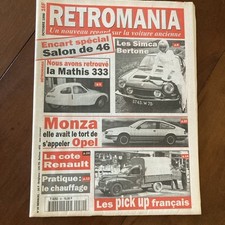 RETROMANIA
Un nouveau regard sur la voiture ancienne
Encart spécial
Salon de 46
Les Simca
Bertone
Nous avons retrouvé
la Mathis 333
Monza
elle avait le tort de
s'appeler Opel
La cote
Renault
Pratique :
le chauffage
Les pick up français